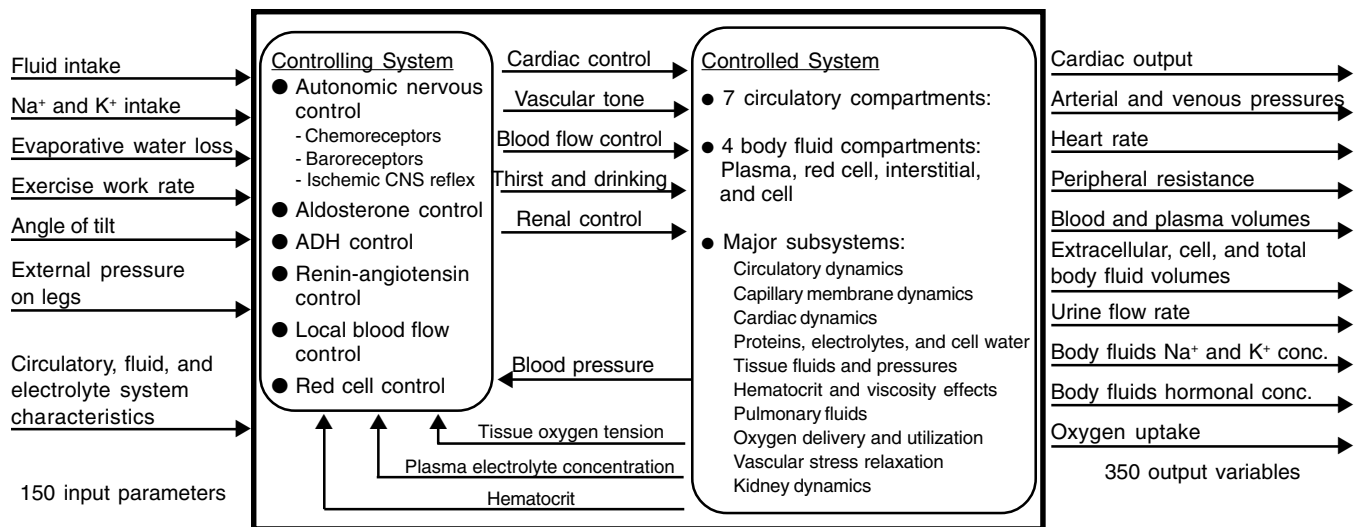 Fluid intake
Na⁺ and K⁺ intake
Evaporative water loss
Exercise work rate
Angle of tilt
External pressure
on legs
Circulatory, fluid, and
electrolyte system
characteristics
150 input parameters
Controlling System
● Autonomic nervous
control
- Chemoreceptors
- Baroreceptors
- Ischemic CNS reflex
● Aldosterone control
● ADH control
● Renin-angiotensin
control
● Local blood flow
control
● Red cell control
Cardiac control
Vascular tone
Blood flow control
Thirst and drinking
Renal control
Blood pressure
Tissue oxygen tension
Plasma electrolyte concentration
Hematocrit
Controlled System
● 7 circulatory compartments:
● 4 body fluid compartments:
Plasma, red cell, interstitial,
and cell
● Major subsystems:
Circulatory dynamics
Capillary membrane dynamics
Cardiac dynamics
Proteins, electrolytes, and cell water
Tissue fluids and pressures
Hematocrit and viscosity effects
Pulmonary fluids
Oxygen delivery and utilization
Vascular stress relaxation
Kidney dynamics
Cardiac output
Arterial and venous pressures
Heart rate
Peripheral resistance
Blood and plasma volumes
Extracellular, cell, and total
body fluid volumes
Urine flow rate
Body fluids Na⁺ and K⁺ conc.
Body fluids hormonal conc.
Oxygen uptake
350 output variables